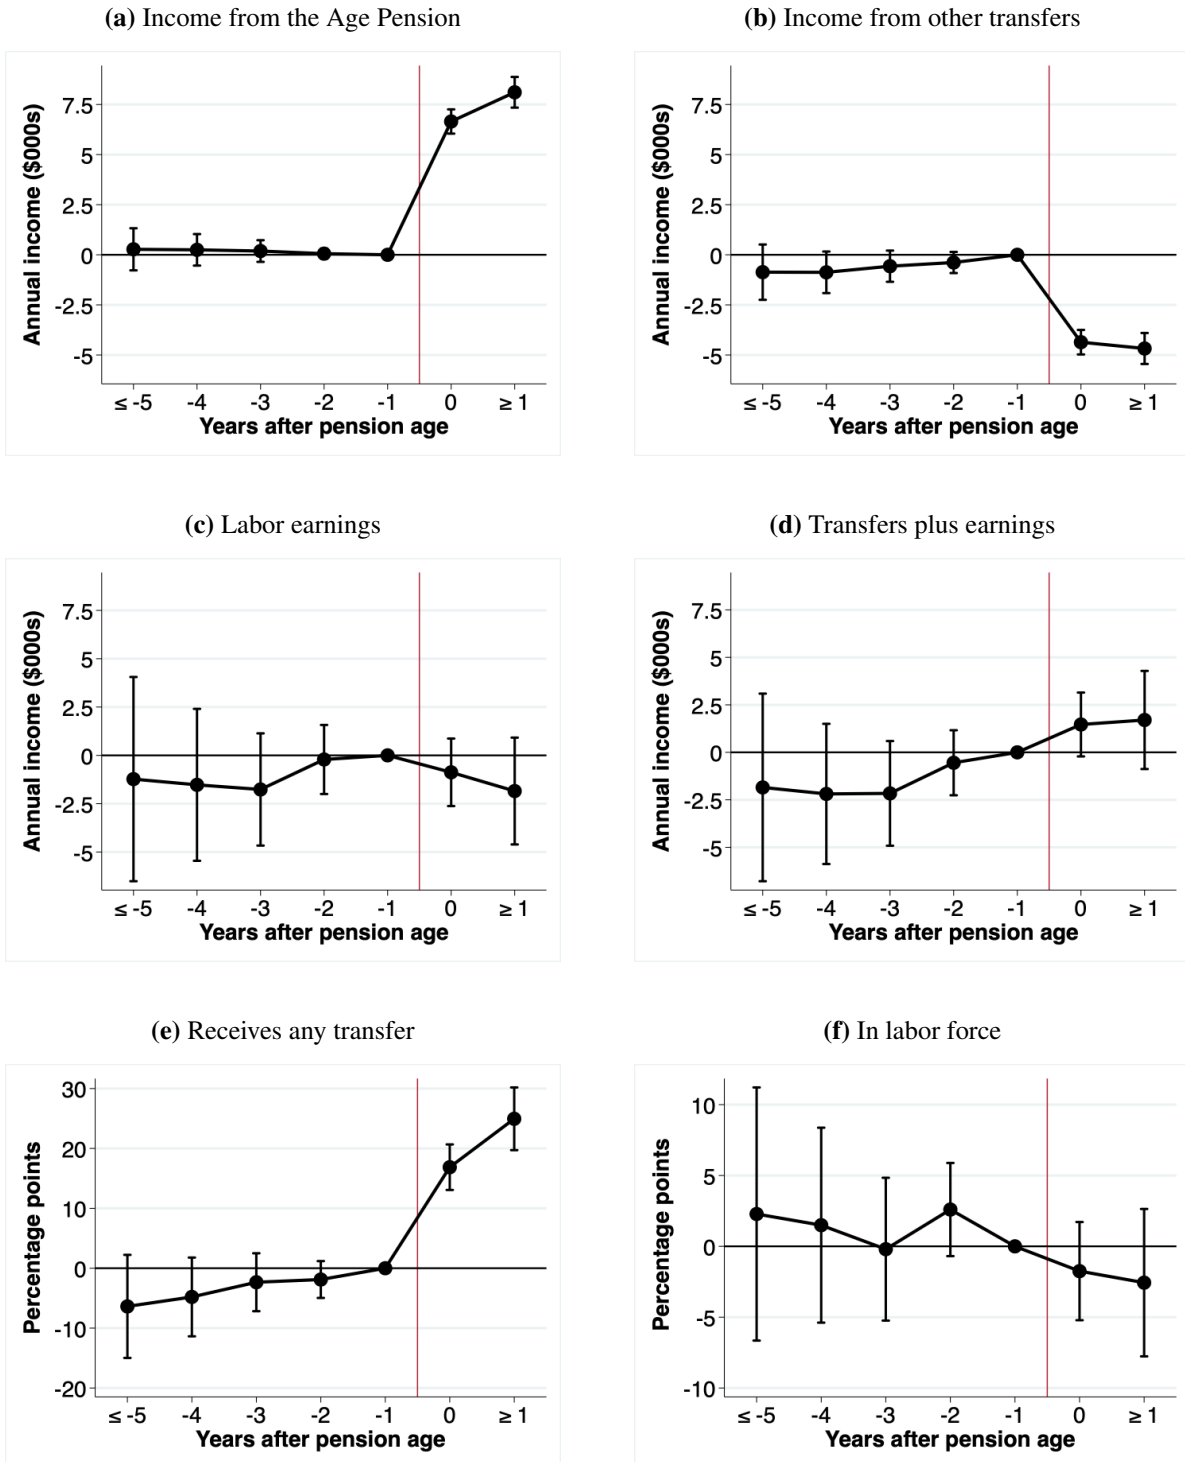 (a) Income from the Age Pension
Annual income ($000s)
7.5
5
2.5
0
-2.5
-5
≤ -5 -4 -3 -2 -1 0 ≥ 1
Years after pension age
(b) Income from other transfers
Annual income ($000s)
7.5
5
2.5
0
-2.5
-5
≤ -5 -4 -3 -2 -1 0 ≥ 1
Years after pension age
(c) Labor earnings
Annual income ($000s)
7.5
5
2.5
0
-2.5
-5
≤ -5 -4 -3 -2 -1 0 ≥ 1
Years after pension age
(d) Transfers plus earnings
Annual income ($000s)
7.5
5
2.5
0
-2.5
-5
≤ -5 -4 -3 -2 -1 0 ≥ 1
Years after pension age
(e) Receives any transfer
Percentage points
30
20
10
0
-10
-20
≤ -5 -4 -3 -2 -1 0 ≥ 1
Years after pension age
(f) In labor force
Percentage points
10
5
0
-5
-10
≤ -5 -4 -3 -2 -1 0 ≥ 1
Years after pension age